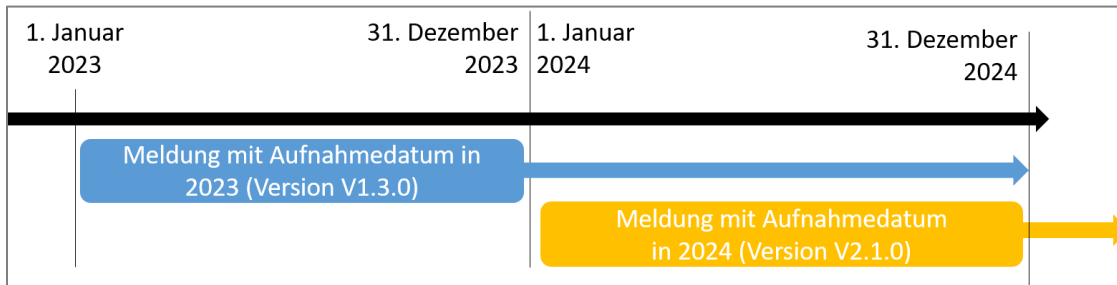 1. Januar
2023
31. Dezember
2023
1. Januar
2024
31. Dezember
2024
Meldung mit Aufnahmedatum in
2023 (Version V1.3.0)
Meldung mit Aufnahmedatum
in 2024 (Version V2.1.0)